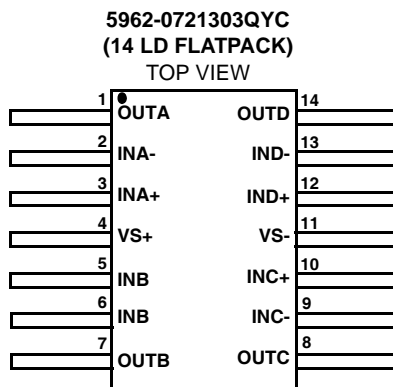 5962-0721303QYC
(14 LD FLATPACK)
TOP VIEW
1 OUTA OUTD 14
2 INA- IND- 13
3 INA+ IND+ 12
4 VS+ VS- 11
5 INB INC+ 10
6 INB INC- 9
7 OUTB OUTC 8